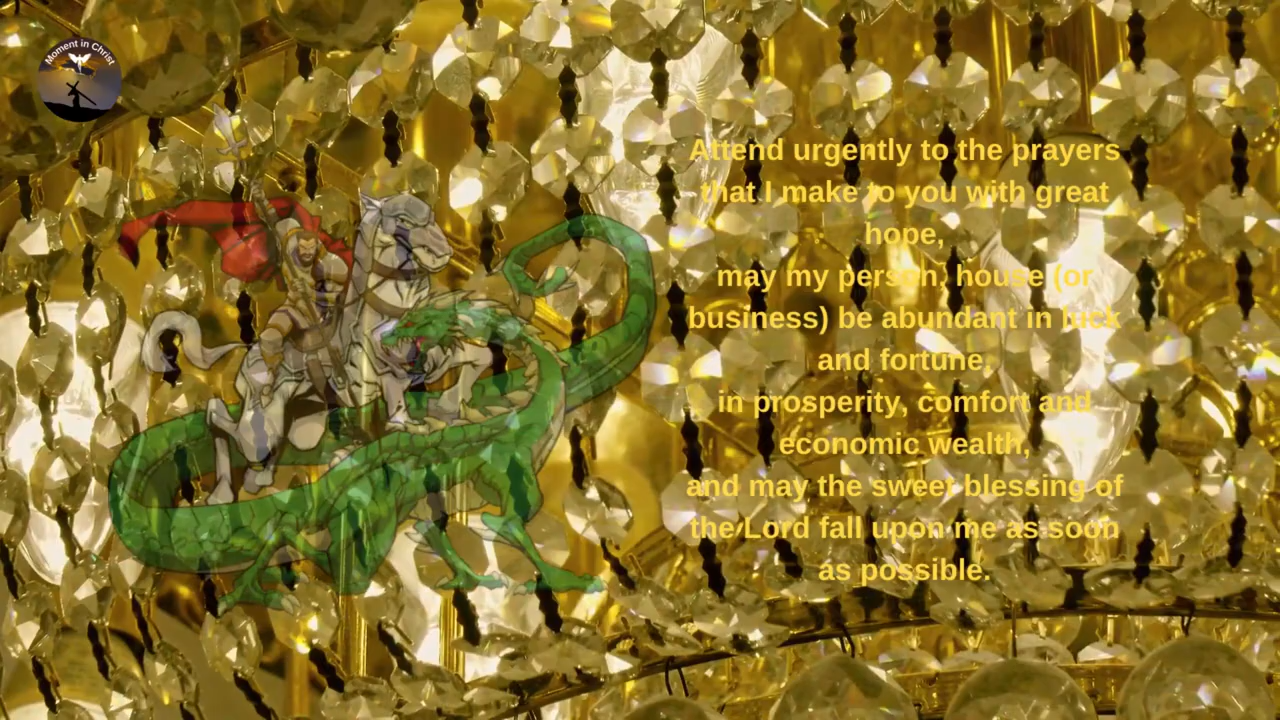 Moment in Christ
Attend urgently to the prayers
that I make to you with great
hope,
may my person, house (or
business) be abundant in luck
and fortune,
in prosperity, comfort and
economic wealth,
and may the sweet blessing of
the Lord fall upon me as soon
as possible.